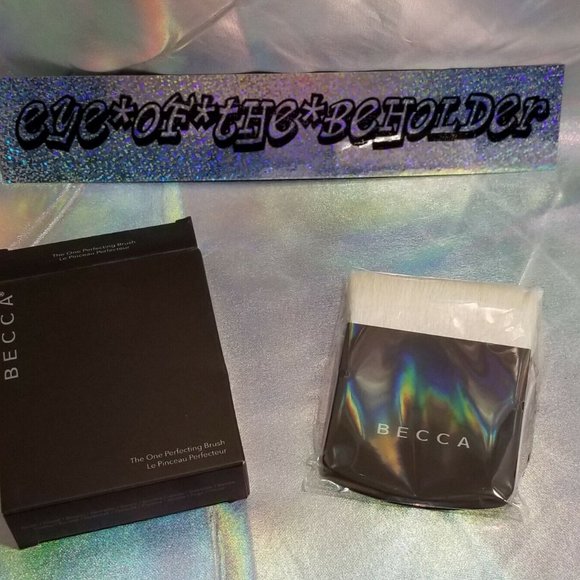 eye*of*the*BeHOLDer
The One Perfecting Brush
Le Pinceau Perfecteur
BECCA®
The One Perfecting Brush
Le Pinceau Perfecteur
BECCA